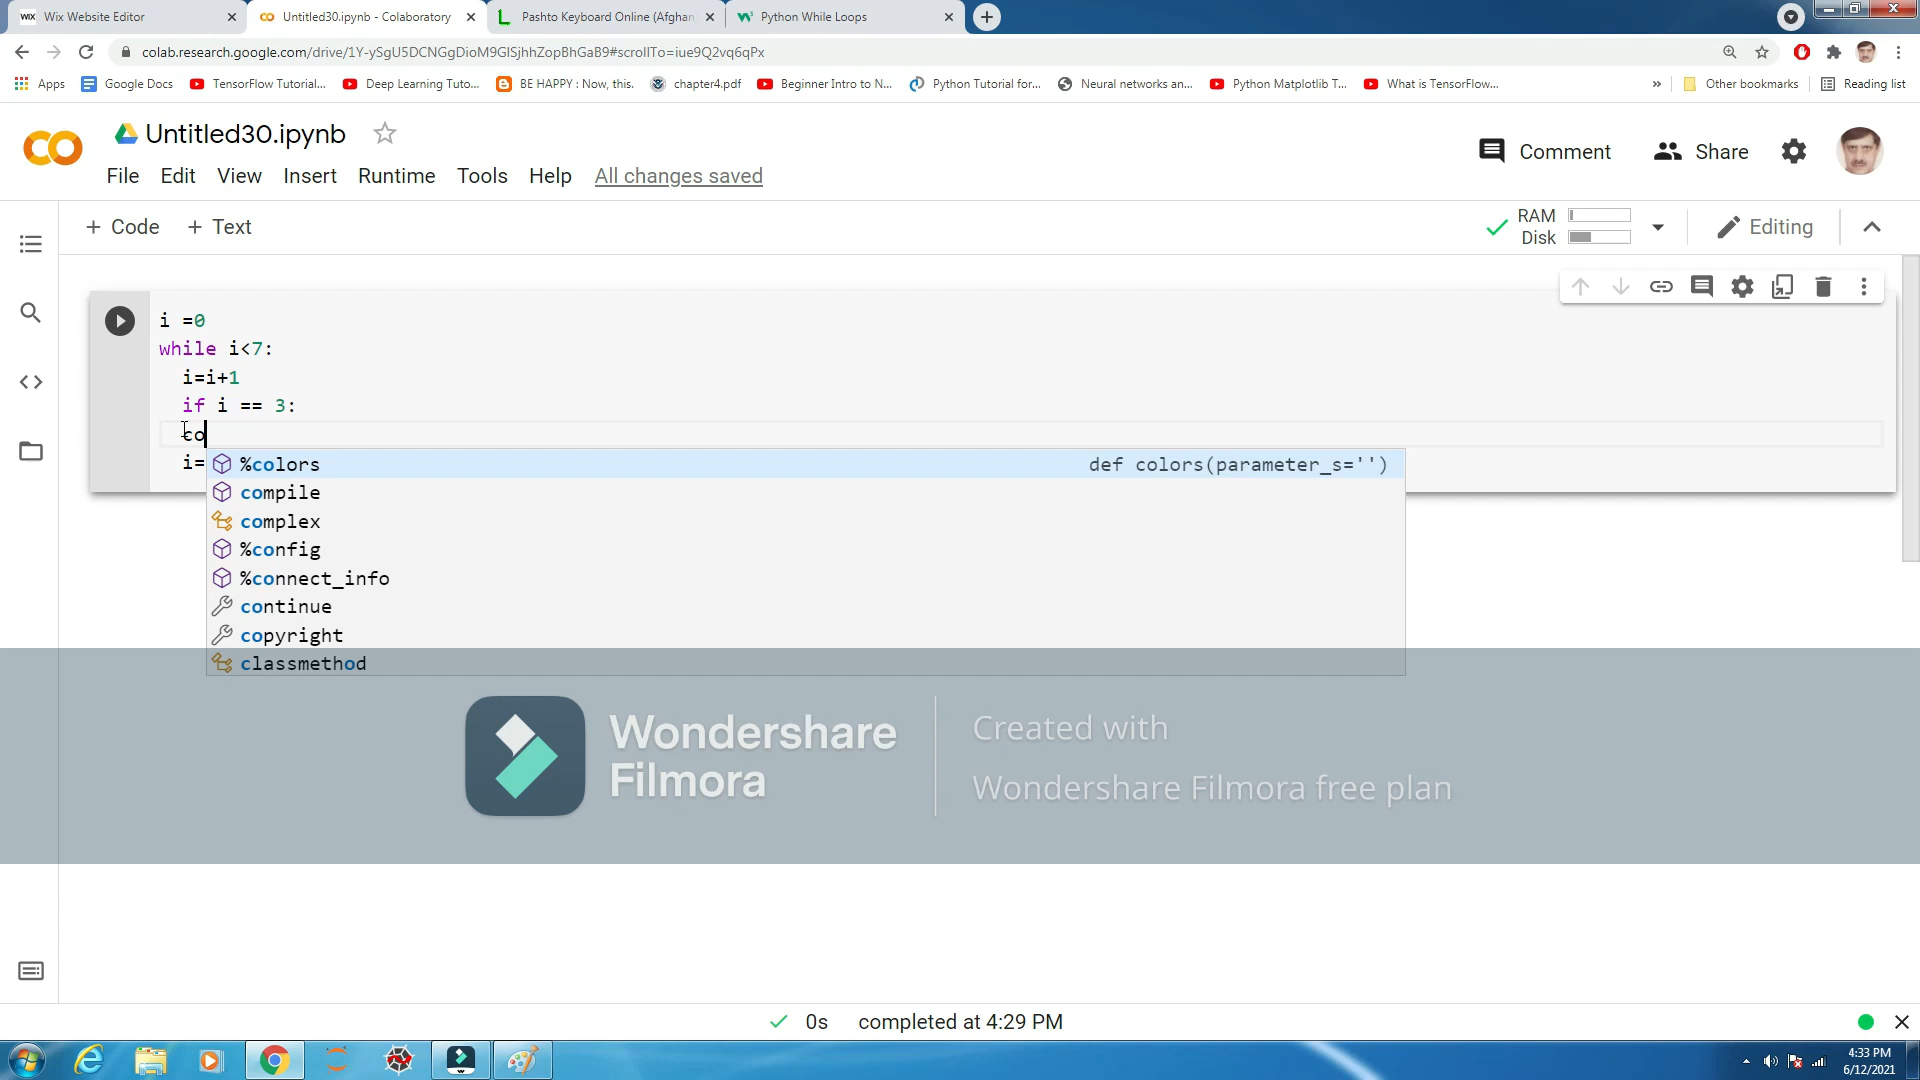 Wix Website Editor
Untitled30.ipynb - Colaboratory
Pashto Keyboard Online (Afghan
Python While Loops
colab.research.google.com/drive/1Y-ySgU5DCNGgDioM9GlSjhhZopBhGaB9#scrollTo=iue9Q2vq6qPx
Apps Google Docs TensorFlow Tutorial... Deep Learning Tuto... BE HAPPY : Now, this. chapter4.pdf Beginner Intro to N... Python Tutorial for... Neural networks an... Python Matplotlib T... What is TensorFlow... » Other bookmarks Reading list
Untitled30.ipynb
Comment Share
File Edit View Insert Runtime Tools Help All changes saved
+ Code + Text
RAM
Disk
Editing
i =0
while i<7:
i=i+1
if i == 3:
co
i=
%colors def colors(parameter_s='')
compile
complex
%config
%connect_info
continue
copyright
classmethod
Wondershare
Filmora
Created with
Wondershare Filmora free plan
0s completed at 4:29 PM
4:33 PM
6/12/2021